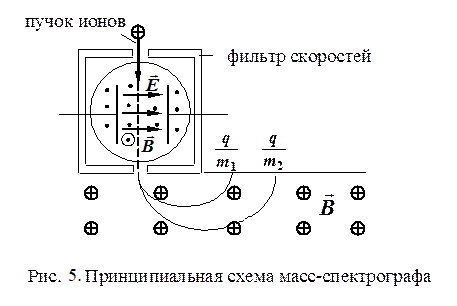 пучок ионов
фильтр скоростей
E⃗
B⃗
q/m₁
q/m₂
B⃗
Рис. 5. Принципиальная схема масс-спектрографа